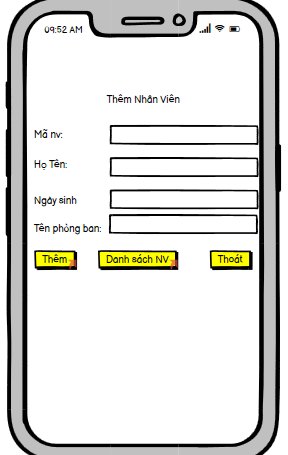 09:52 AM
Thêm Nhân Viên
Mã nv:
Họ Tên:
Ngày sinh
Tên phòng ban:
Thêm Danh sách NV Thoát